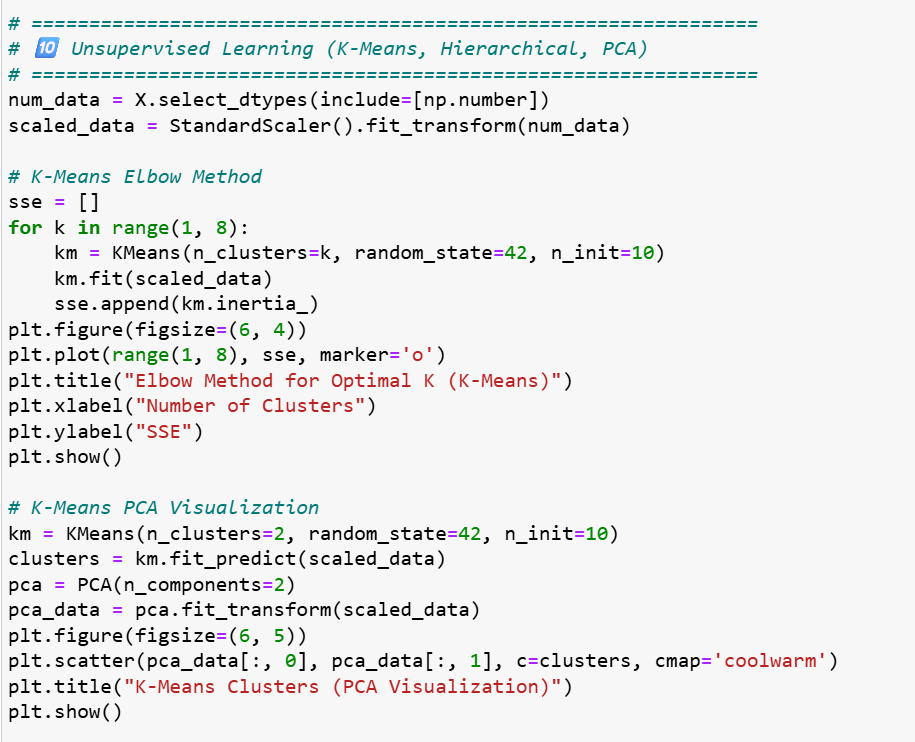 # ===============================================================
# 🔟 Unsupervised Learning (K-Means, Hierarchical, PCA)
# ===============================================================
num_data = X.select_dtypes(include=[np.number])
scaled_data = StandardScaler().fit_transform(num_data)

# K-Means Elbow Method
sse = []
for k in range(1, 8):
    km = KMeans(n_clusters=k, random_state=42, n_init=10)
    km.fit(scaled_data)
    sse.append(km.inertia_)
plt.figure(figsize=(6, 4))
plt.plot(range(1, 8), sse, marker='o')
plt.title("Elbow Method for Optimal K (K-Means)")
plt.xlabel("Number of Clusters")
plt.ylabel("SSE")
plt.show()

# K-Means PCA Visualization
km = KMeans(n_clusters=2, random_state=42, n_init=10)
clusters = km.fit_predict(scaled_data)
pca = PCA(n_components=2)
pca_data = pca.fit_transform(scaled_data)
plt.figure(figsize=(6, 5))
plt.scatter(pca_data[:, 0], pca_data[:, 1], c=clusters, cmap='coolwarm')
plt.title("K-Means Clusters (PCA Visualization)")
plt.show()